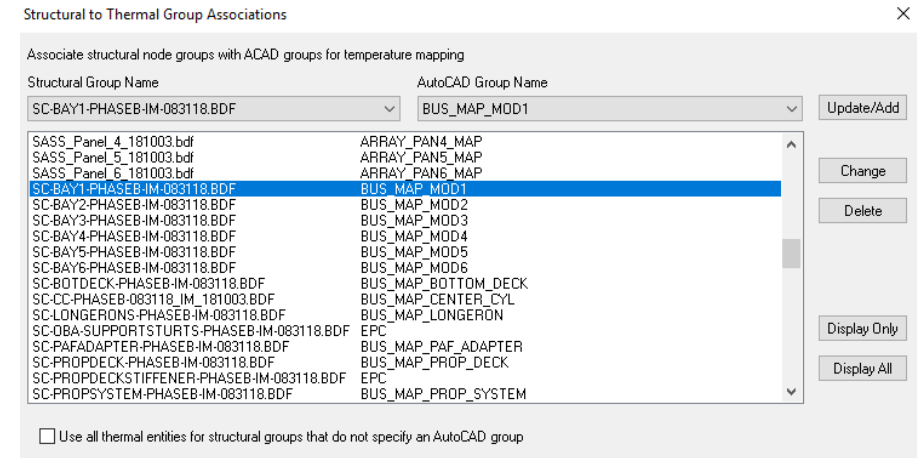 Structural to Thermal Group Associations
Associate structural node groups with ACAD groups for temperature mapping
Structural Group Name AutoCAD Group Name
SC-BAY1-PHASEB-IM-083118.BDF BUS_MAP_MOD1 Update/Add
SASS_Panel_4_181003.bdf ARRAY_PAN4_MAP
SASS_Panel_5_181003.bdf ARRAY_PAN5_MAP
SASS_Panel_6_181003.bdf ARRAY_PAN6_MAP
SC-BAY1-PHASEB-IM-083118.BDF BUS_MAP_MOD1
SC-BAY2-PHASEB-IM-083118.BDF BUS_MAP_MOD2
SC-BAY3-PHASEB-IM-083118.BDF BUS_MAP_MOD3
SC-BAY4-PHASEB-IM-083118.BDF BUS_MAP_MOD4
SC-BAY5-PHASEB-IM-083118.BDF BUS_MAP_MOD5
SC-BAY6-PHASEB-IM-083118.BDF BUS_MAP_MOD6
SC-BOTDECK-PHASEB-IM-083118.BDF BUS_MAP_BOTTOM_DECK
SC-CC-PHASEB-083118_IM_181003.BDF BUS_MAP_CENTER_CYL
SC-LONGERONS-PHASEB-IM-083118.BDF BUS_MAP_LONGERON
SC-OBA-SUPPORTSTURTS-PHASEB-IM-083118.BDF EPC
SC-PAFADAPTER-PHASEB-IM-083118.BDF BUS_MAP_PAF_ADAPTER
SC-PROPDECK-PHASEB-IM-083118.BDF BUS_MAP_PROP_DECK
SC-PROPDECKSTIFFENER-PHASEB-IM-083118.BDF EPC
SC-PROPSYSTEM-PHASEB-IM-083118.BDF BUS_MAP_PROP_SYSTEM
Change
Delete
Display Only
Display All
Use all thermal entities for structural groups that do not specify an AutoCAD group